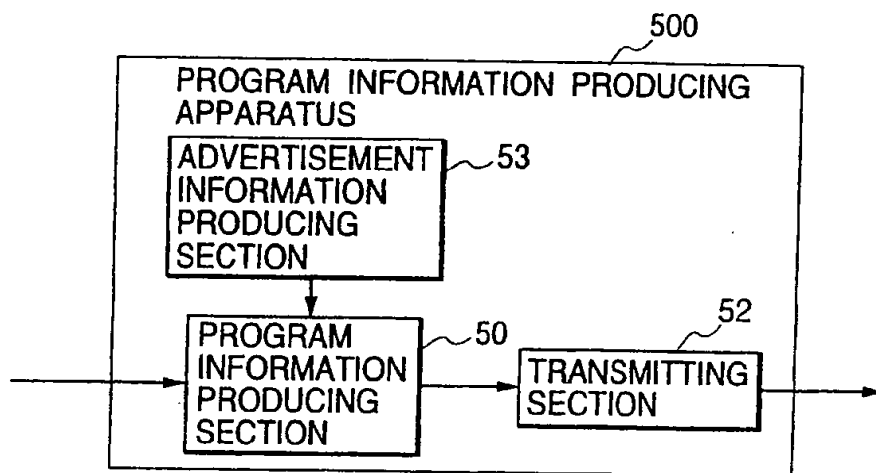 500
PROGRAM INFORMATION PRODUCING
APPARATUS
ADVERTISEMENT
INFORMATION
PRODUCING
SECTION
53
PROGRAM
INFORMATION
PRODUCING
SECTION
50
TRANSMITTING
SECTION
52